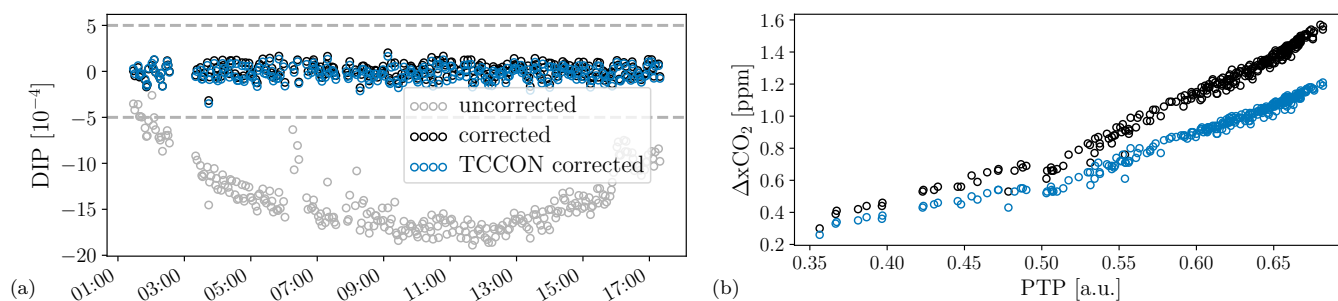 5
0
−5
−10
−15
−20
DIP [10⁻⁴]
uncorrected
corrected
TCCON corrected
01:00 03:00 05:00 07:00 09:00 11:00 13:00 15:00 17:00
(a)
1.6
1.4
1.2
1.0
0.8
0.6
0.4
0.2
ΔxCO₂ [ppm]
0.35 0.40 0.45 0.50 0.55 0.60 0.65
PTP [a.u.]
(b)